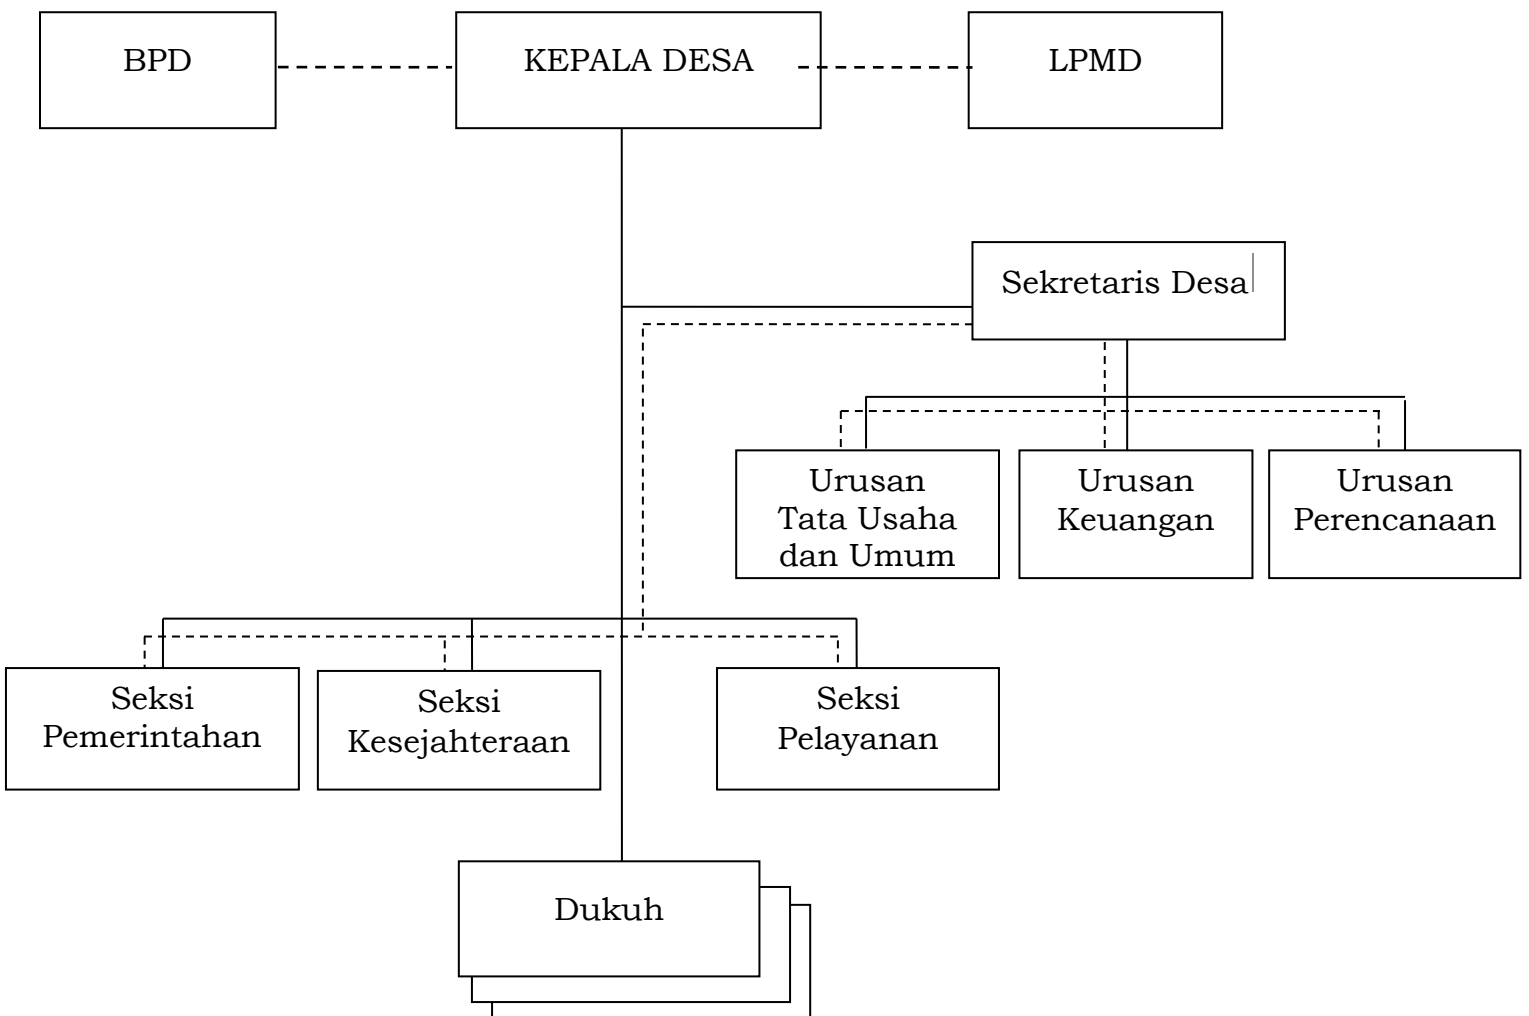 BPD
KEPALA DESA
LPMD
Sekretaris Desa
Urusan
Tata Usaha
dan Umum
Urusan
Keuangan
Urusan
Perencanaan
Seksi
Pemerintahan
Seksi
Kesejahteraan
Seksi
Pelayanan
Dukuh